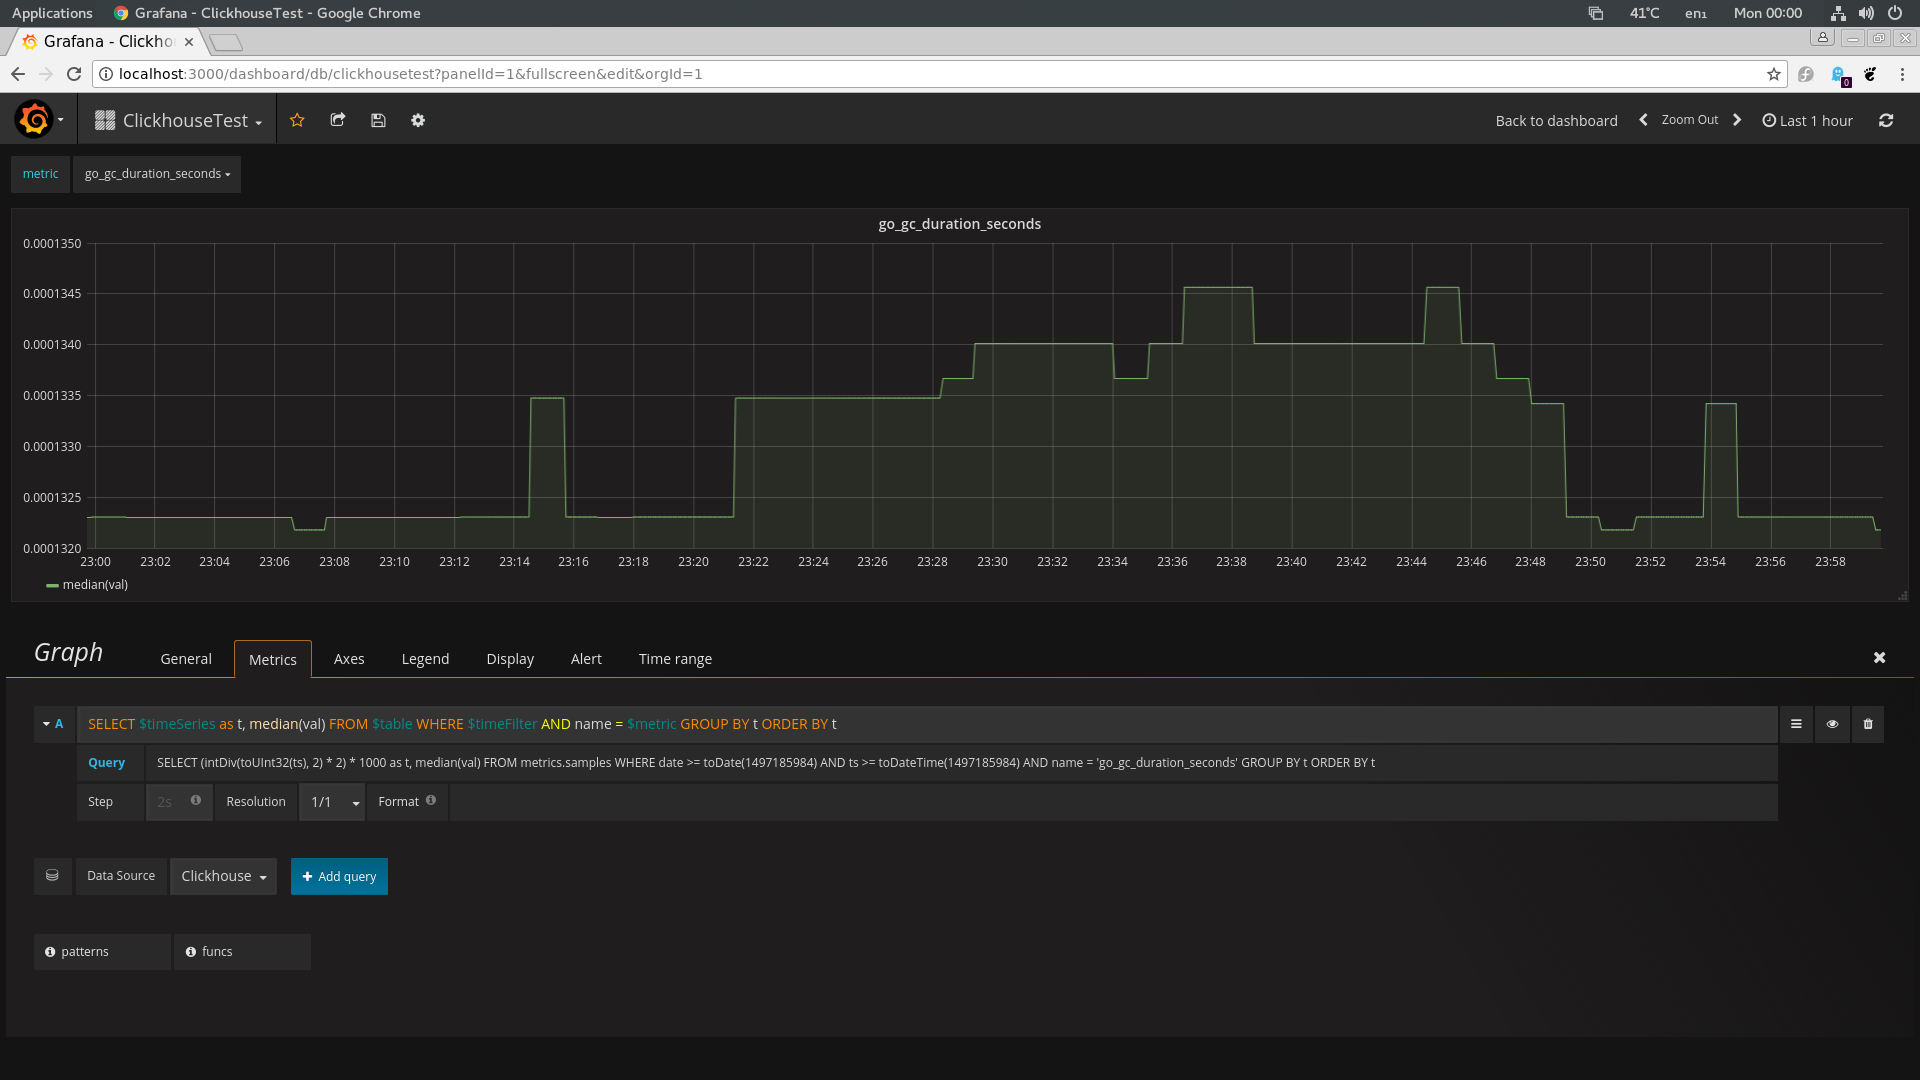 Applications Grafana - ClickhouseTest - Google Chrome 41°C en₁ Mon 00:00
Grafana - Clickho
localhost:3000/dashboard/db/clickhousetest?panelId=1&fullscreen&edit&orgId=1 0
ClickhouseTest Back to dashboard Zoom Out Last 1 hour
metric go_gc_duration_seconds
go_gc_duration_seconds
0.0001350
0.0001345
0.0001340
0.0001335
0.0001330
0.0001325
0.0001320
23:00 23:02 23:04 23:06 23:08 23:10 23:12 23:14 23:16 23:18 23:20 23:22 23:24 23:26 23:28 23:30 23:32 23:34 23:36 23:38 23:40 23:42 23:44 23:46 23:48 23:50 23:52 23:54 23:56 23:58
median(val)
Graph General Metrics Axes Legend Display Alert Time range
A SELECT $timeSeries as t, median(val) FROM $table WHERE $timeFilter AND name = $metric GROUP BY t ORDER BY t
Query SELECT (intDiv(toUInt32(ts), 2) * 2) * 1000 as t, median(val) FROM metrics.samples WHERE date >= toDate(1497185984) AND ts >= toDateTime(1497185984) AND name = 'go_gc_duration_seconds' GROUP BY t ORDER BY t
Step 2s Resolution 1/1 Format
Data Source Clickhouse Add query
patterns funcs